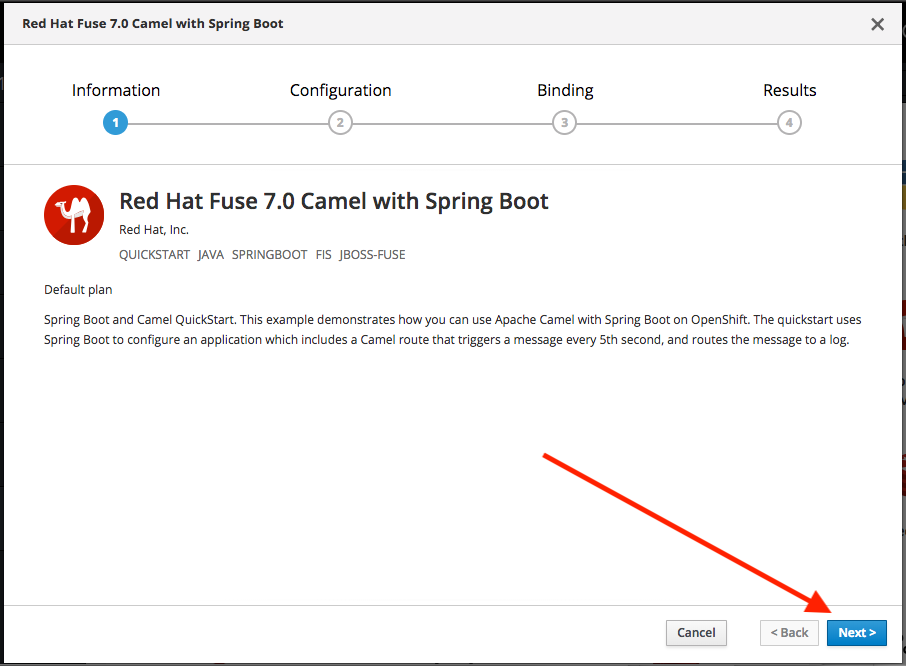 Red Hat Fuse 7.0 Camel with Spring Boot
Information Configuration Binding Results
1 2 3 4
Red Hat Fuse 7.0 Camel with Spring Boot
Red Hat, Inc.
QUICKSTART JAVA SPRINGBOOT FIS JBOSS-FUSE
Default plan
Spring Boot and Camel QuickStart. This example demonstrates how you can use Apache Camel with Spring Boot on OpenShift. The quickstart uses
Spring Boot to configure an application which includes a Camel route that triggers a message every 5th second, and routes the message to a log.
Cancel < Back Next >